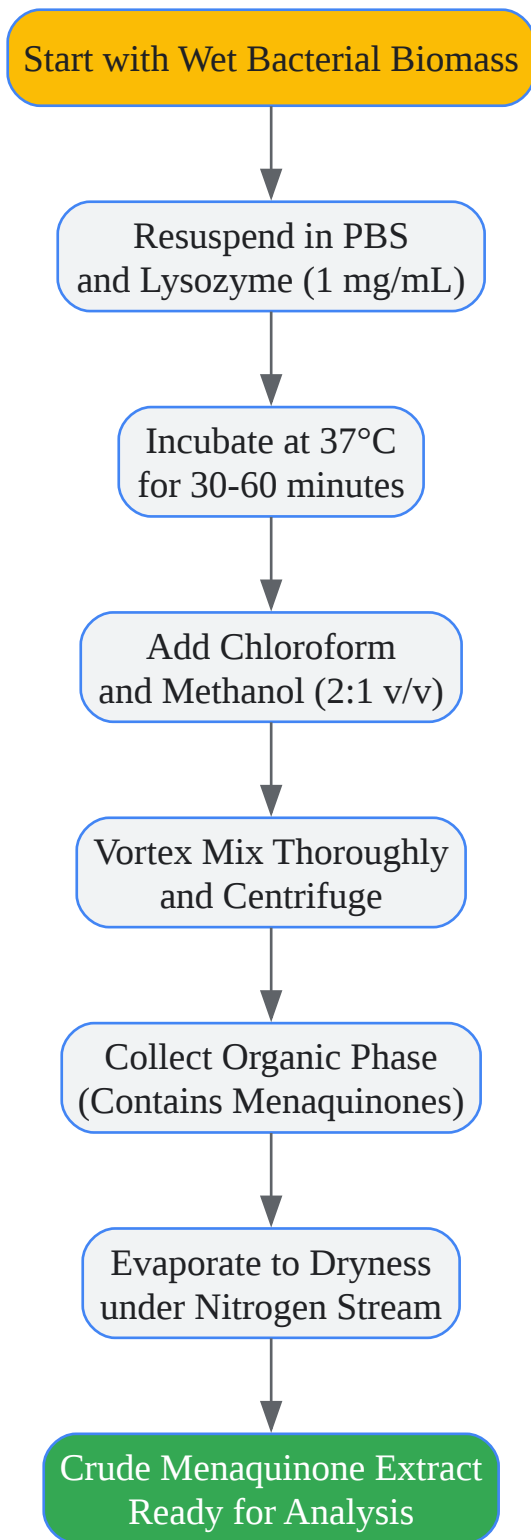 Start with Wet Bacterial Biomass
Resuspend in PBS
and Lysozyme (1 mg/mL)
Incubate at 37°C
for 30-60 minutes
Add Chloroform
and Methanol (2:1 v/v)
Vortex Mix Thoroughly
and Centrifuge
Collect Organic Phase
(Contains Menaquinones)
Evaporate to Dryness
under Nitrogen Stream
Crude Menaquinone Extract
Ready for Analysis